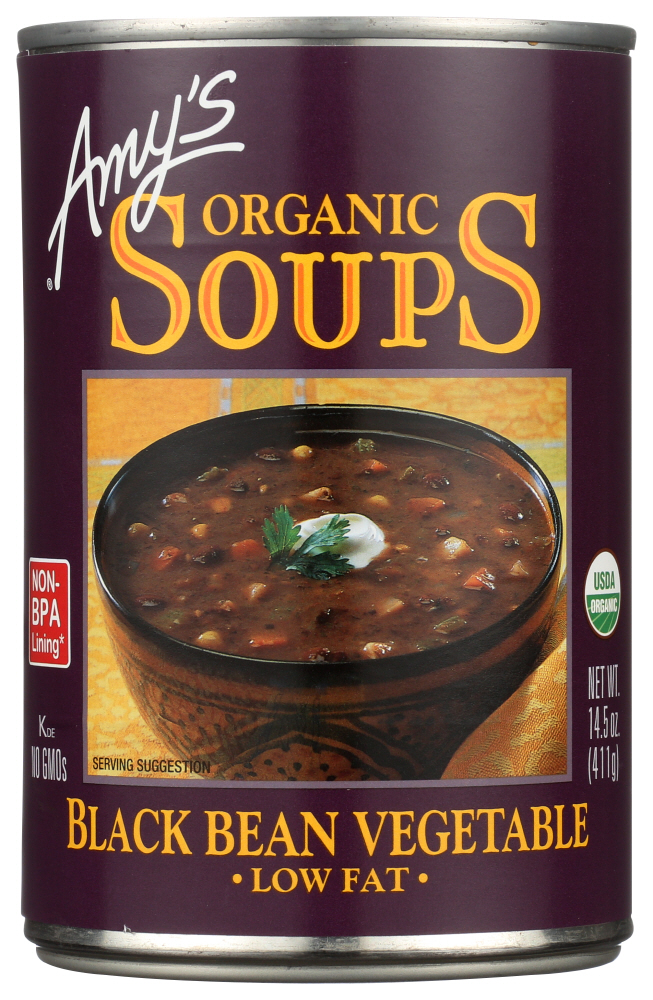 Amy's
®
ORGANIC
SOUPS
NON-
BPA
Lining*
USDA
ORGANIC
KDE
NO GMOs
NET WT.
14.5 oz.
(411g)
SERVING SUGGESTION
BLACK BEAN VEGETABLE
• LOW FAT •